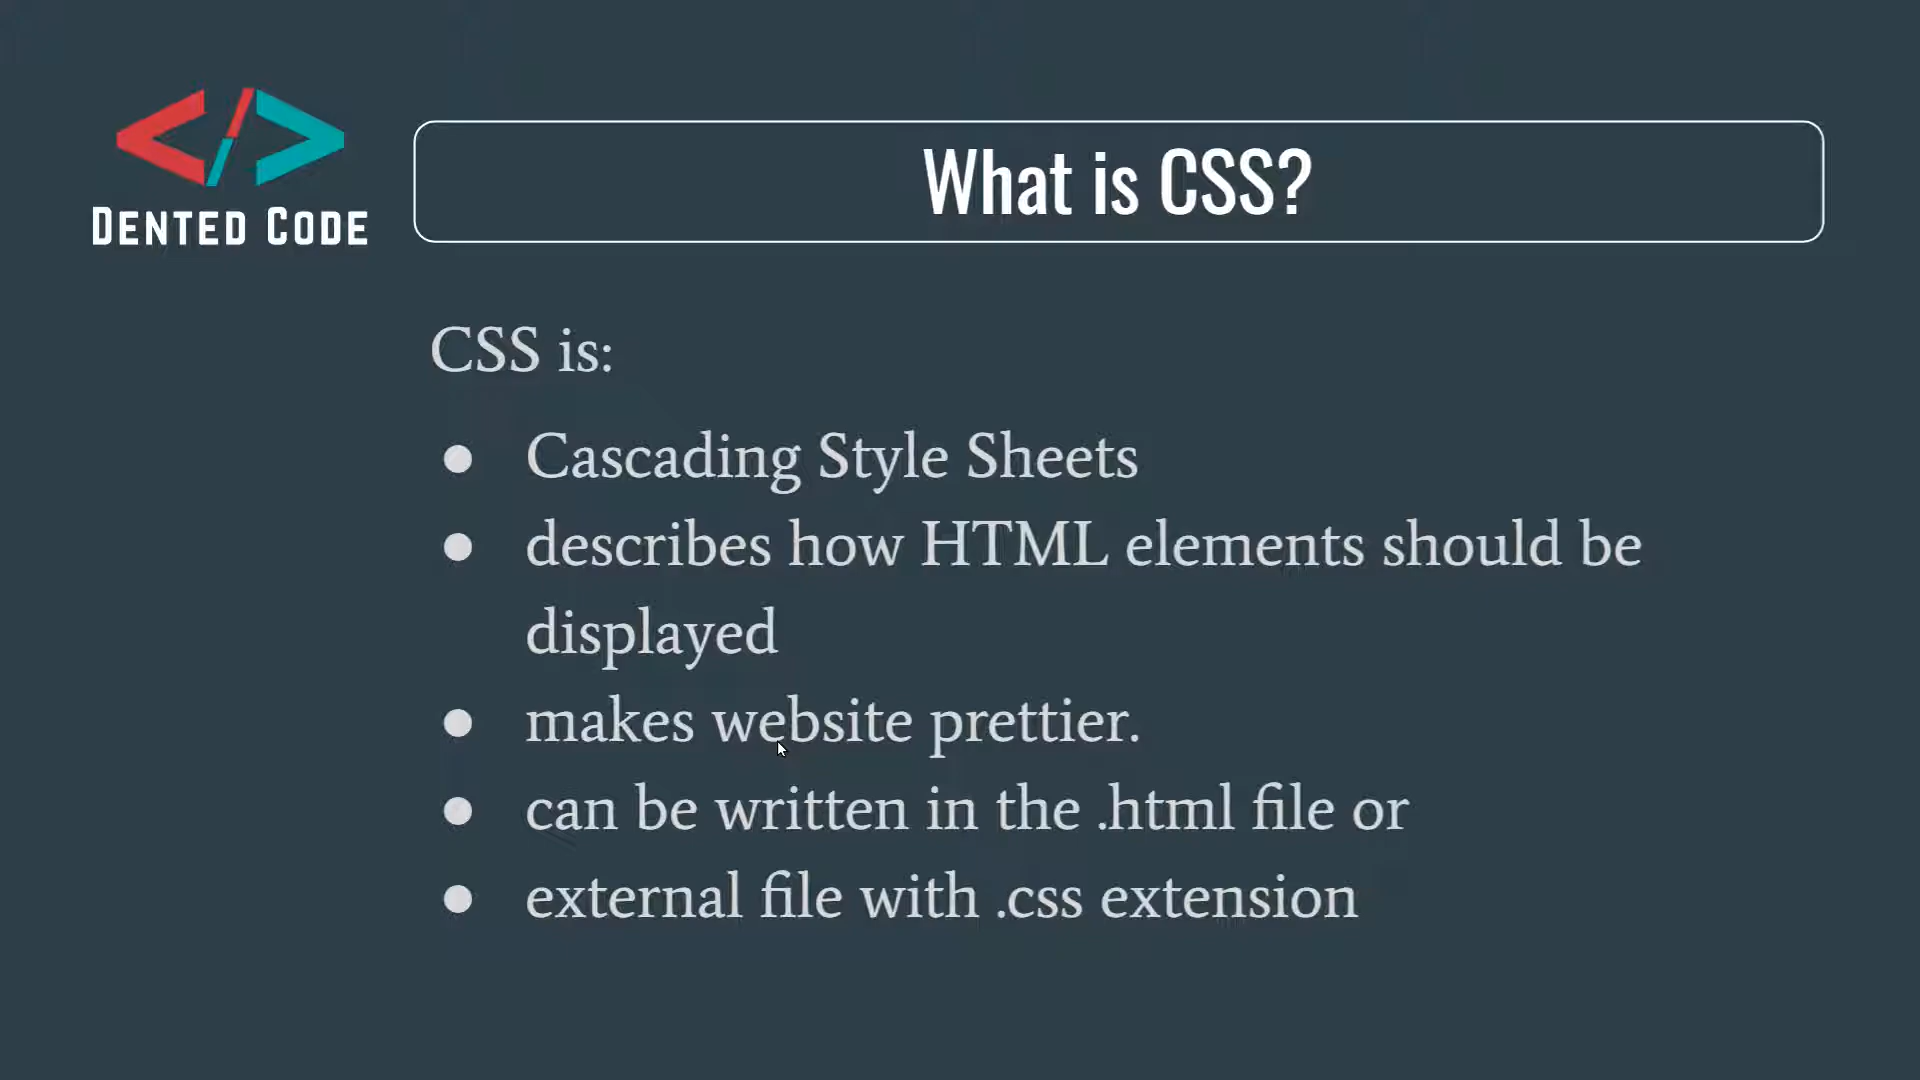 </>
DENTED CODE
What is CSS?
CSS is:
● Cascading Style Sheets
● describes how HTML elements should be
displayed
● makes website prettier.
● can be written in the .html file or
● external file with .css extension